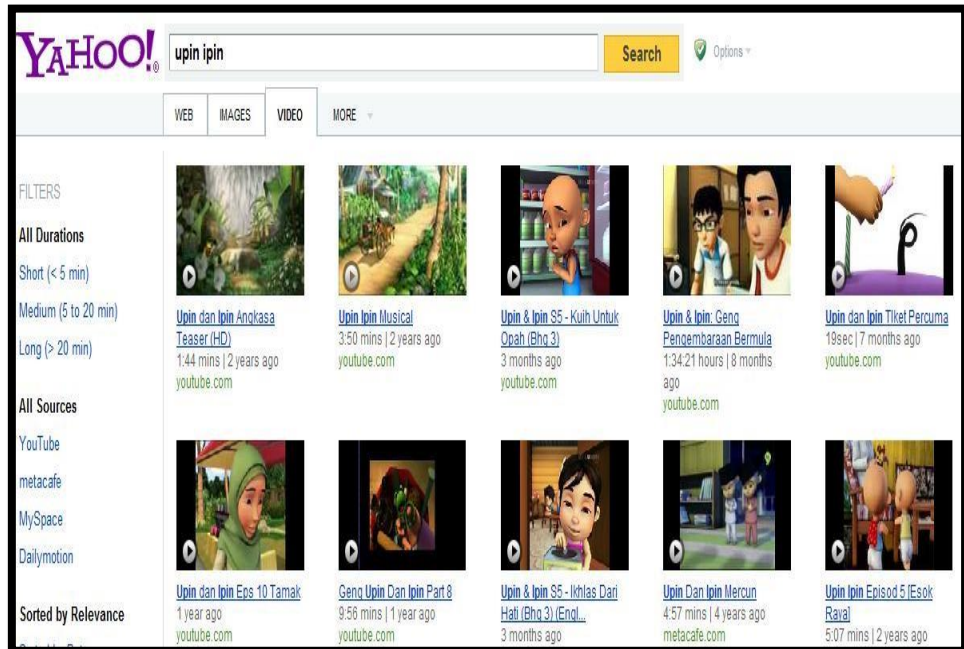 YAHOO!
upin ipin
Search
Options
WEB
IMAGES
VIDEO
MORE
FILTERS
All Durations
Short (< 5 min)
Medium (5 to 20 min)
Long (> 20 min)
All Sources
YouTube
metacafe
MySpace
Dailymotion
Sorted by Relevance
Upin dan Ipin Angkasa
Teaser (HD)
1:44 mins | 2 years ago
youtube.com
Upin Ipin Musical
3:50 mins | 2 years ago
youtube.com
Upin & Ipin S5 - Kuih Untuk
Opah (Bhg 3)
3 months ago
youtube.com
Upin & Ipin: Geng
Pengembaraan Bermula
1:34:21 hours | 8 months
ago
youtube.com
Upin dan Ipin Tiket Percuma
19sec | 7 months ago
youtube.com
Upin dan Ipin Eps 10 Tamak
1 year ago
youtube.com
Geng Upin Dan Ipin Part 8
9:56 mins | 1 year ago
youtube.com
Upin & Ipin S5 - Ikhlas Dari
Hati (Bhg 3) (Engl...
3 months ago
Upin Dan Ipin Mercun
4:57 mins | 4 years ago
metacafe.com
Upin Ipin Episod 5 [Esok
Raya]
5:07 mins | 2 years ago